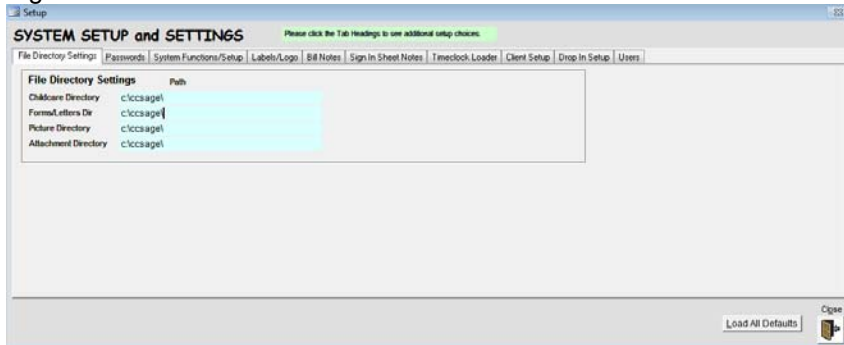 Setup
SYSTEM SETUP and SETTINGS
Please click the Tab Headings to see additional setup choices.
File Directory Settings Passwords System Functions/Setup Labels/Logo Bill Notes Sign In Sheet Notes Timeclock Loader Client Setup Drop In Setup Users
File Directory Settings Path
Childcare Directory c:\ccsage\
Forms/Letters Dir c:\ccsage\
Picture Directory c:\ccsage\
Attachment Directory c:\ccsage\
Close
Load All Defaults